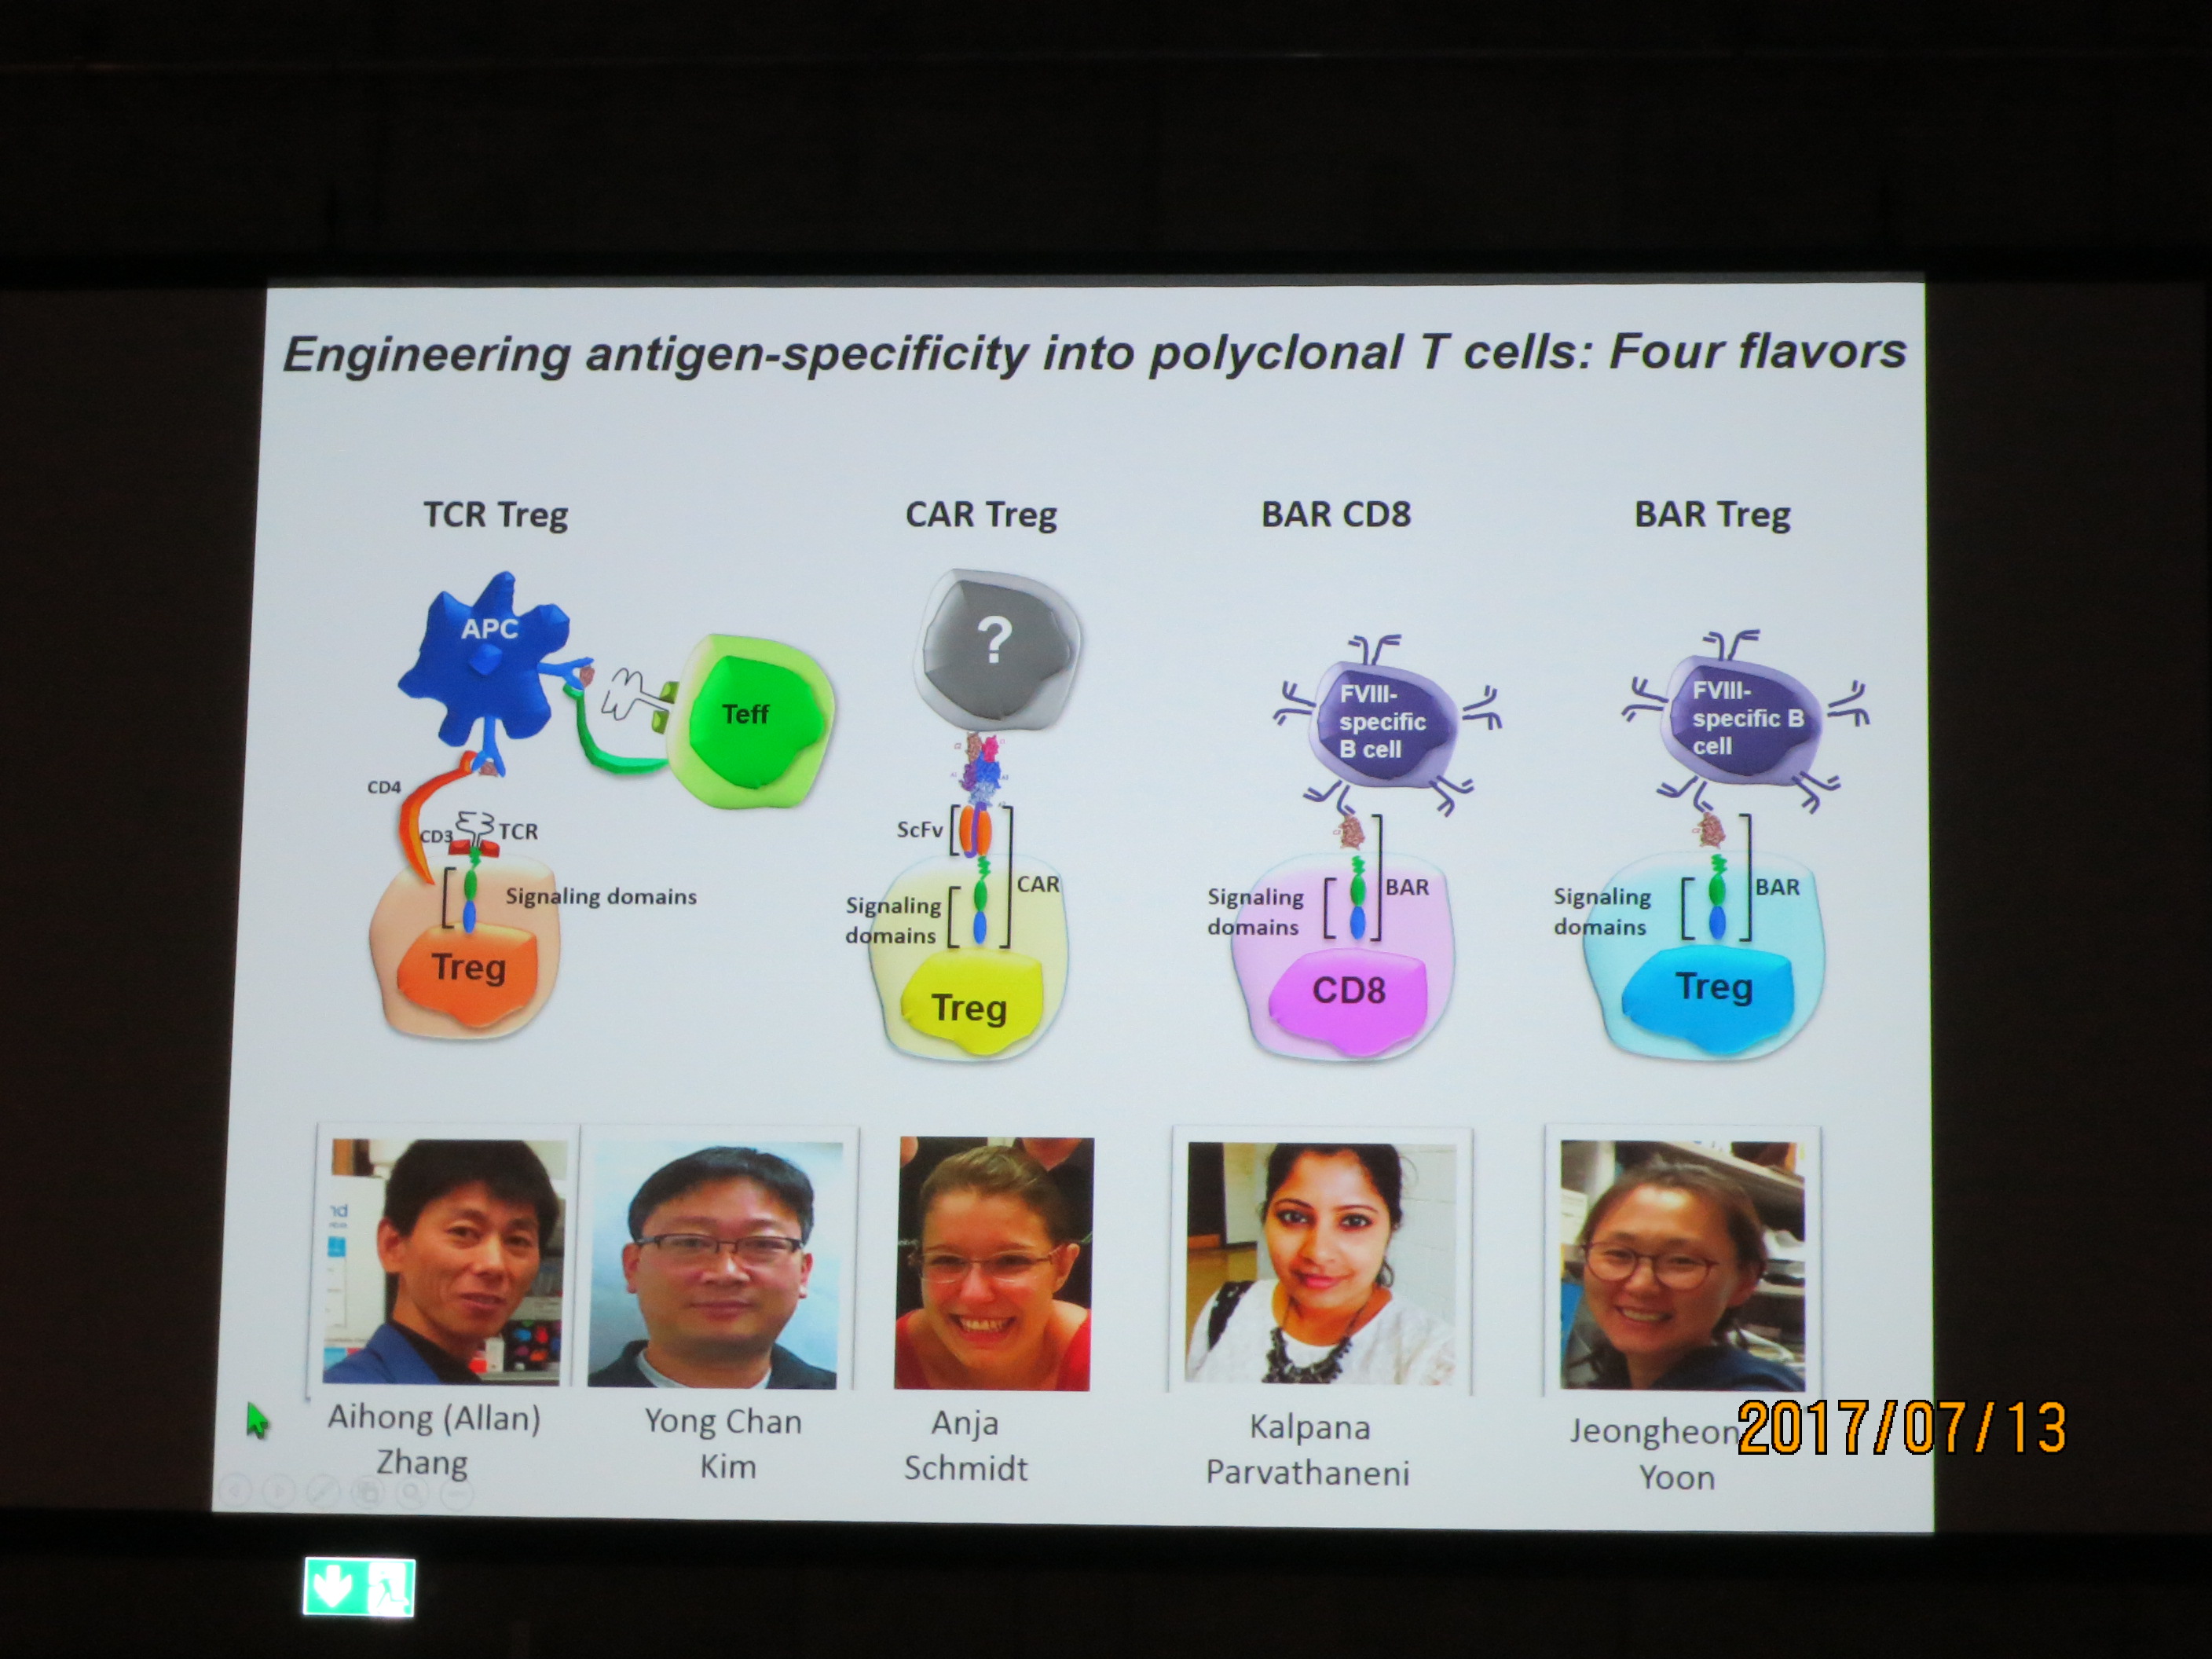 Engineering antigen-specificity into polyclonal T cells: Four flavors
TCR Treg
CAR Treg
BAR CD8
BAR Treg
APC
Teff
CD4
CD3
TCR
Signaling domains
Treg
?
ScFv
CAR
Signaling
domains
Treg
FVIII-
specific
B cell
BAR
Signaling
domains
CD8
FVIII-
specific B
cell
BAR
Signaling
domains
Treg
nd
Aihong (Allan)
Zhang
Yong Chan
Kim
Anja
Schmidt
Kalpana
Parvathaneni
Jeongheon
Yoon
2017/07/13